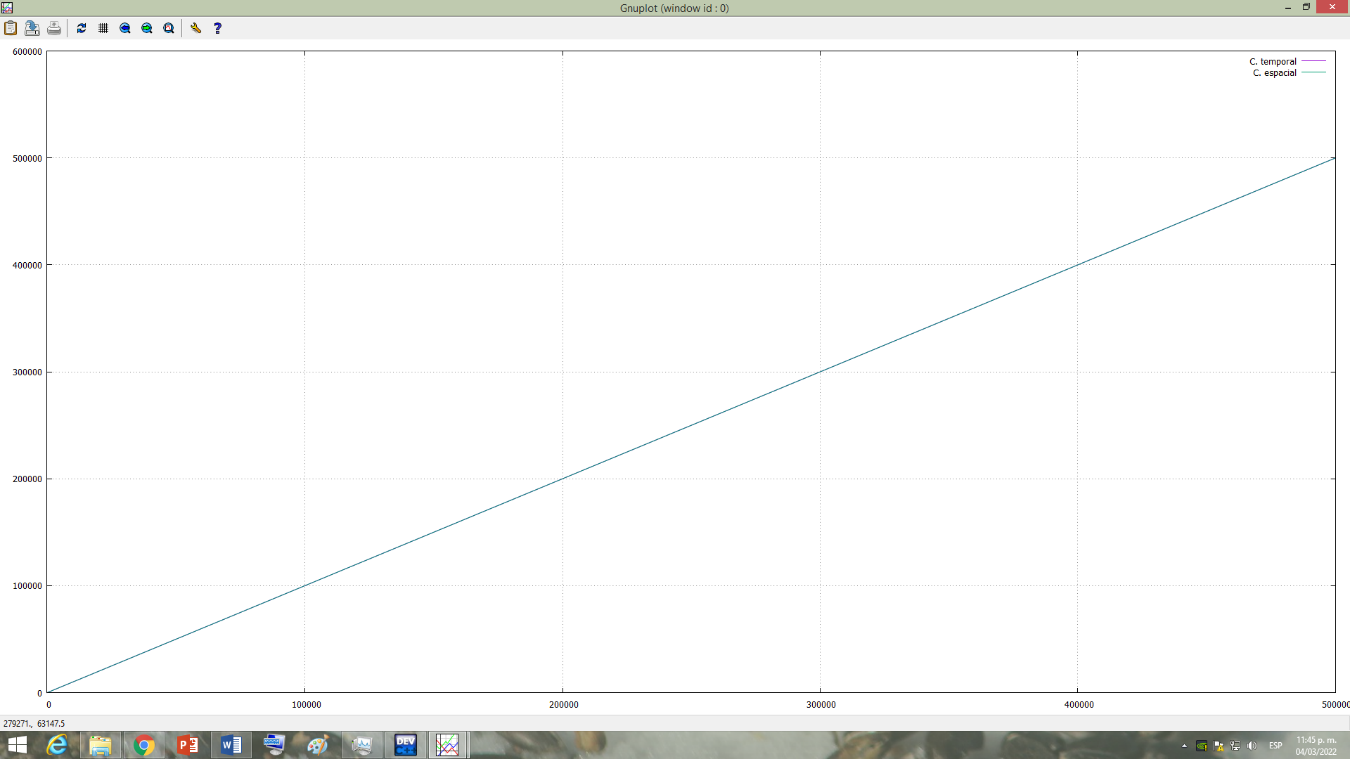 Gnuplot (window id : 0)
600000
C. temporal
C. espacial
500000
400000
300000
200000
100000
0
0 100000 200000 300000 400000 500000
279271, 63147.5
ESP
11:45 p. m.
04/03/2022
DEV